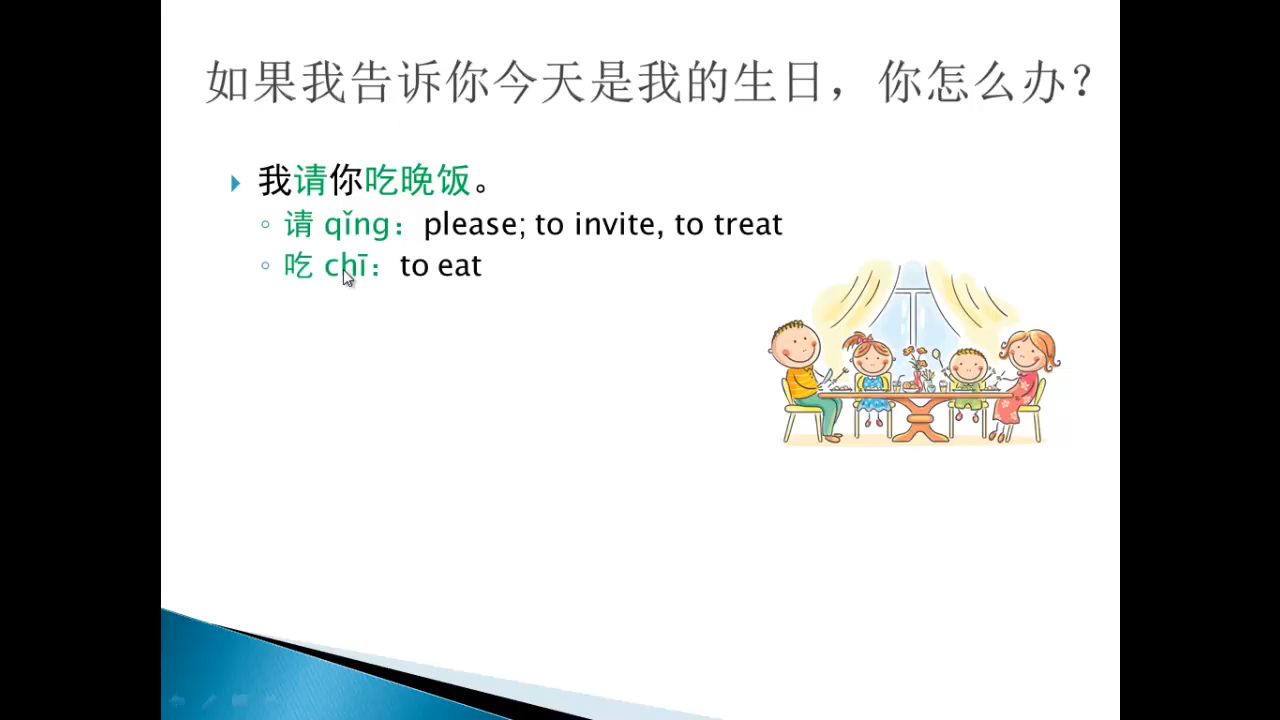 如果我告诉你今天是我的生日，你怎么办？
我请你吃晚饭。
请 qǐng：please; to invite, to treat
吃 chī：to eat